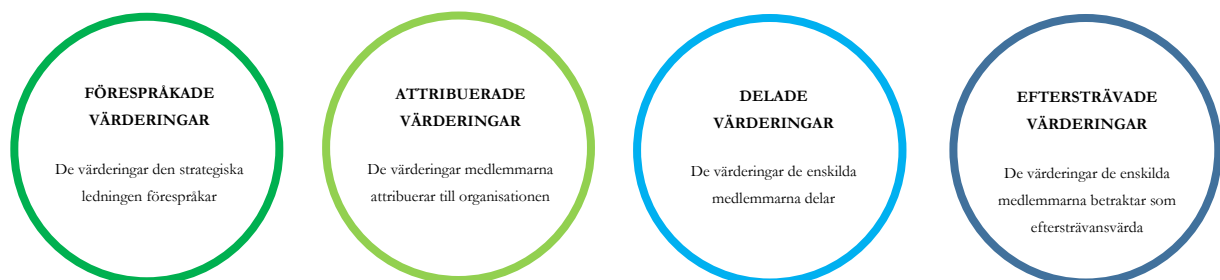 FÖRESPRÅKADE
VÄRDERINGAR
De värderingar den strategiska
ledningen förespråkar
ATTRIBUERADE
VÄRDERINGAR
De värderingar medlemmarna
attribuerar till organisationen
DELADE
VÄRDERINGAR
De värderingar de enskilda
medlemmarna delar
EFTERSTRÄVADE
VÄRDERINGAR
De värderingar de enskilda
medlemmarna betraktar som
eftersträvansvärda